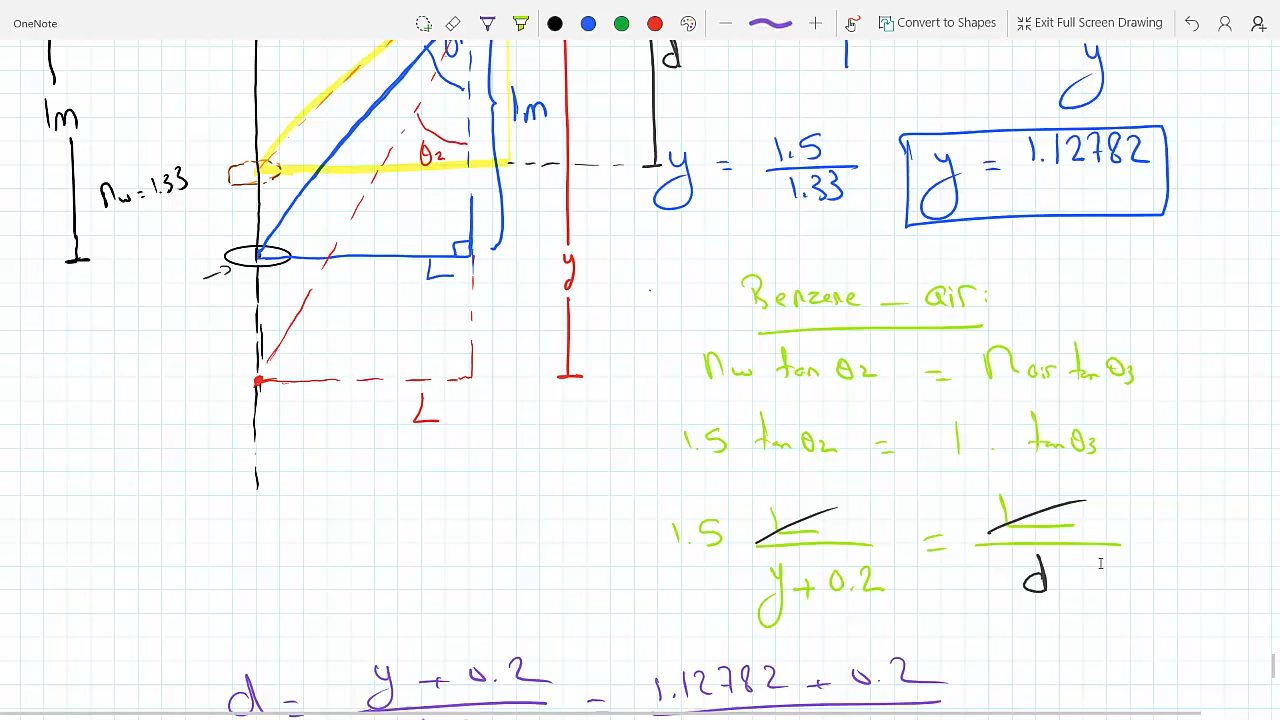 OneNote
Convert to Shapes
Exit Full Screen Drawing
1m
nw = 1.33
θ2
1m
L
y
L
d
1
y
y = 1.5 / 1.33
y = 1.12782
Benzene - air:
nw tan θ2 = nair tan θ3
1.5 tan θ2 = 1 . tan θ3
1.5 L / y + 0.2 = L / d
d = y + 0.2 = 1.12782 + 0.2